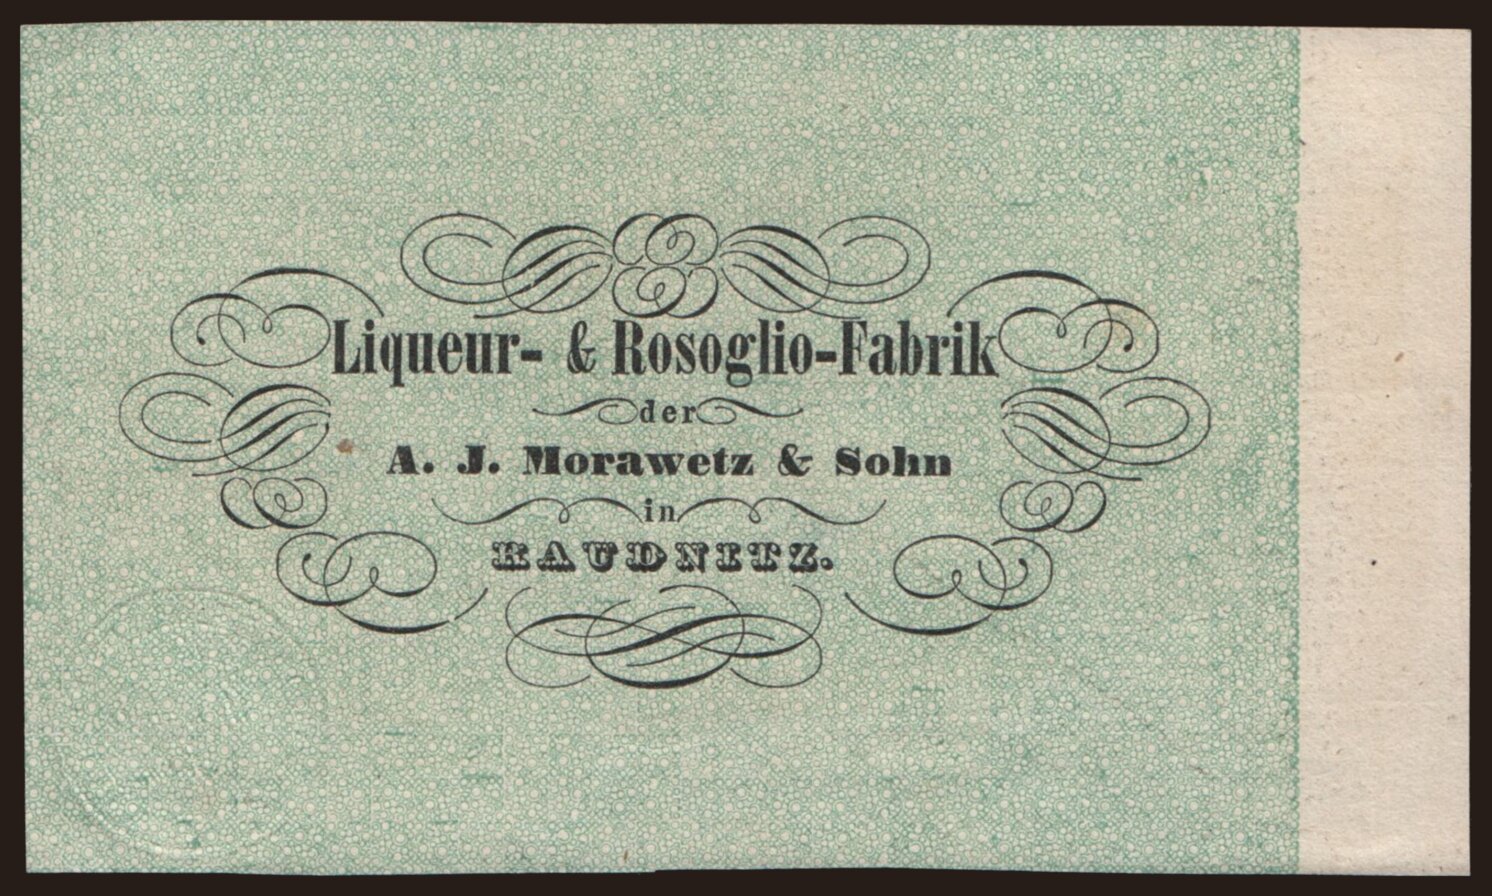 Liqueur- & Rosoglio-Fabrik
der
A. J. Morawetz & Sohn
in
RAUDNITZ.